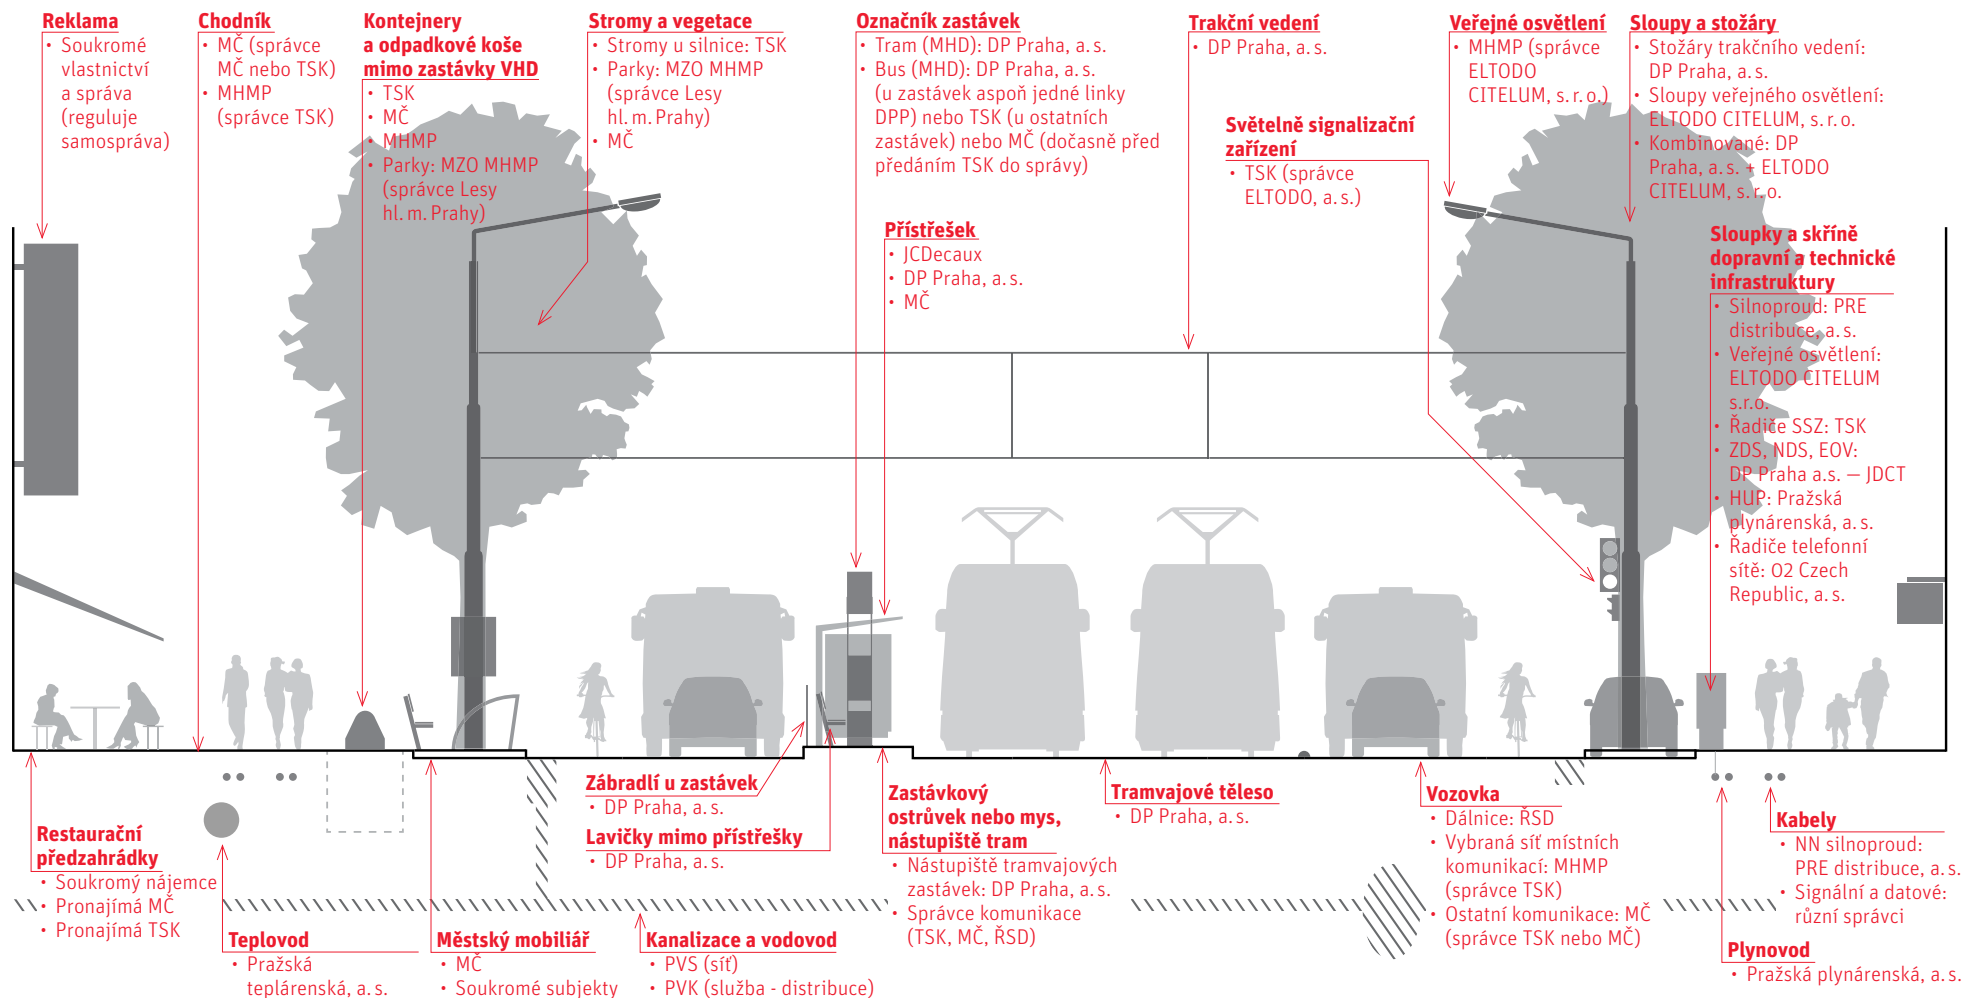 Reklama
• Soukromé
vlastnictví
a správa
(reguluje
samospráva)
Chodník
• MČ (správce
MČ nebo TSK)
• MHMP
(správce TSK)
Kontejnery
a odpadkové koše
mimo zastávky VHD
• TSK
• MČ
• MHMP
• Parky: MZO MHMP
(správce Lesy
hl. m. Prahy)
Stromy a vegetace
• Stromy u silnice: TSK
• Parky: MZO MHMP
(správce Lesy
hl. m. Prahy)
• MČ
Označník zastávek
• Tram (MHD): DP Praha, a. s.
• Bus (MHD): DP Praha, a. s.
(u zastávek aspoň jedné linky
DPP) nebo TSK (u ostatních
zastávek) nebo MČ (dočasně před
předáním TSK do správy)
Přístřešek
• JCDecaux
• DP Praha, a. s.
• MČ
Trakční vedení
• DP Praha, a. s.
Světelně signalizační
zařízení
• TSK (správce
ELTODO, a. s.)
Veřejné osvětlení
• MHMP (správce
ELTODO
CITELUM, s. r. o.)
Sloupy a stožáry
• Stožáry trakčního vedení:
DP Praha, a. s.
• Sloupy veřejného osvětlení:
ELTODO CITELUM, s. r. o.
• Kombinované: DP
Praha, a. s. + ELTODO
CITELUM, s. r. o.
Sloupky a skříně
dopravní a technické
infrastruktury
• Silnoproud: PRE
distribuce, a. s.
• Veřejné osvětlení:
ELTODO CITELUM
s.r.o.
• Řadiče SSZ: TSK
• ZDS, NDS, EOV:
DP Praha a.s. — JDCT
• HUP: Pražská
plynárenská, a. s.
• Řadiče telefonní
sítě: O2 Czech
Republic, a. s.
Restaurační
předzahrádky
• Soukromý nájemce
• Pronajímá MČ
• Pronajímá TSK
Teplovod
• Pražská
teplárenská, a. s.
Městský mobiliář
• MČ
• Soukromé subjekty
Zábradlí u zastávek
• DP Praha, a. s.
Lavičky mimo přístřešky
• DP Praha, a. s.
Kanalizace a vodovod
• PVS (síť)
• PVK (služba - distribuce)
Zastávkový
ostrůvek nebo mys,
nástupiště tram
• Nástupiště tramvajových
zastávek: DP Praha, a. s.
• Správce komunikace
(TSK, MČ, ŘSD)
Tramvajové těleso
• DP Praha, a. s.
Vozovka
• Dálnice: ŘSD
• Vybraná síť místních
komunikací: MHMP
(správce TSK)
• Ostatní komunikace: MČ
(správce TSK nebo MČ)
Kabely
• NN silnoproud:
PRE distribuce, a. s.
• Signální a datové:
různí správci
Plynovod
• Pražská plynárenská, a. s.